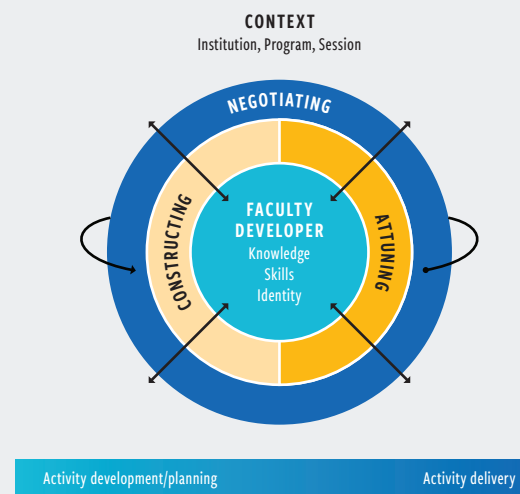 CONTEXT
Institution, Program, Session
NEGOTIATING
CONSTRUCTING
FACULTY
DEVELOPER
Knowledge
Skills
Identity
ATTUNING
Activity development/planning
Activity delivery